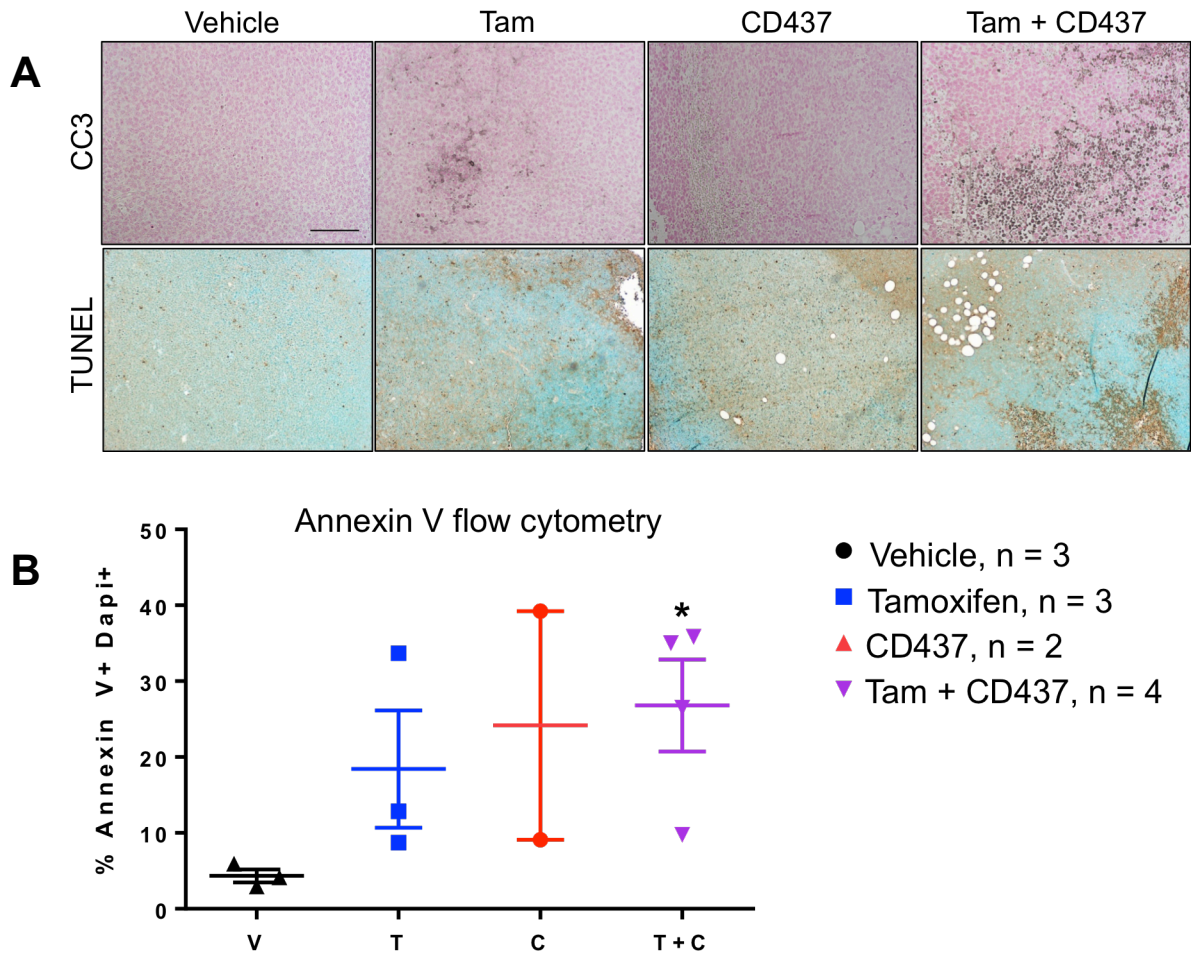 Vehicle Tam CD437 Tam + CD437
A
CC3
TUNEL
B
Annexin V flow cytometry
% Annexin V+ Dapi+
50
40
30
20
10
0
*
V T C T + C
Vehicle, n = 3
Tamoxifen, n = 3
CD437, n = 2
Tam + CD437, n = 4